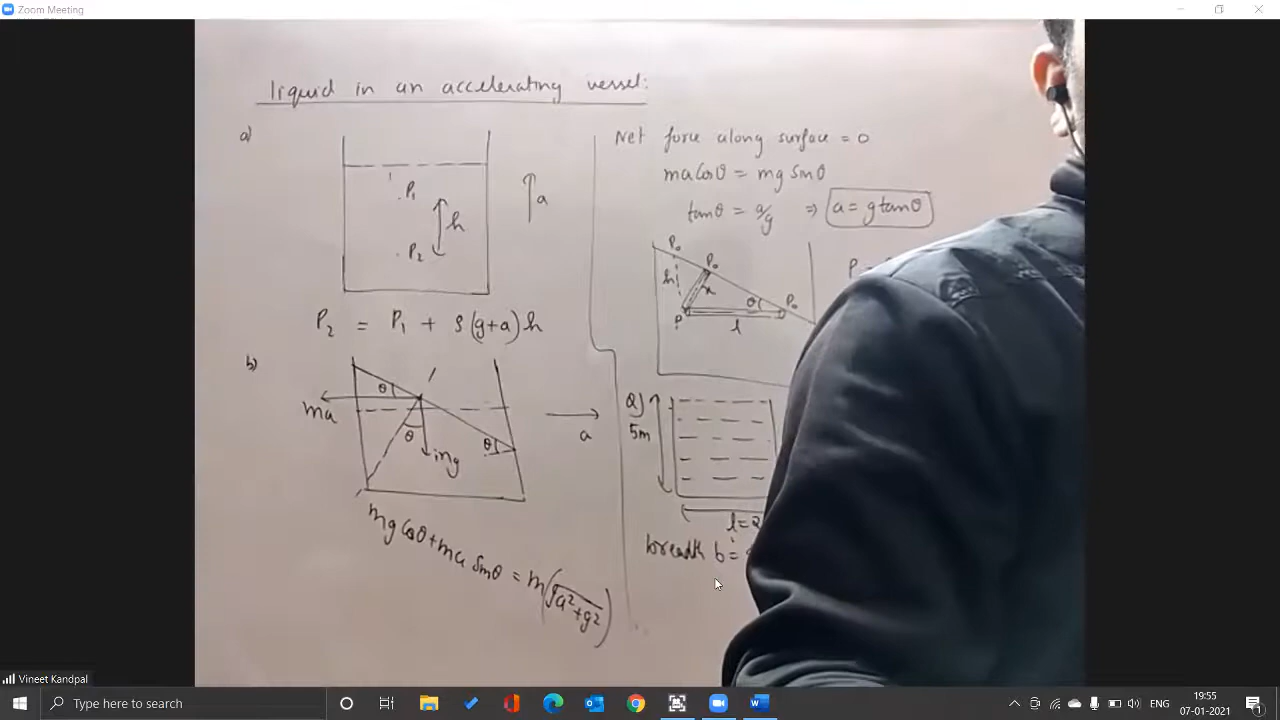 Zoom Meeting
liquid in an accelerating vessel:
a)
P₁
h
P₂
a
P₂ = P₁ + ρ(g+a)h
b)
θ
ma
θ
mg
θ
a
mg cosθ + ma sinθ = m(√a²+g²)
Net force along surface = 0
ma cosθ = mg sinθ
tanθ = a/g ⇒ a = g tanθ
P₀
P₀
h
x
θ
P₀
P
l
Q)
5m
l = 2
breadth b =
Vineet Kandpal
Type here to search
ENG
19:55
07-01-2021